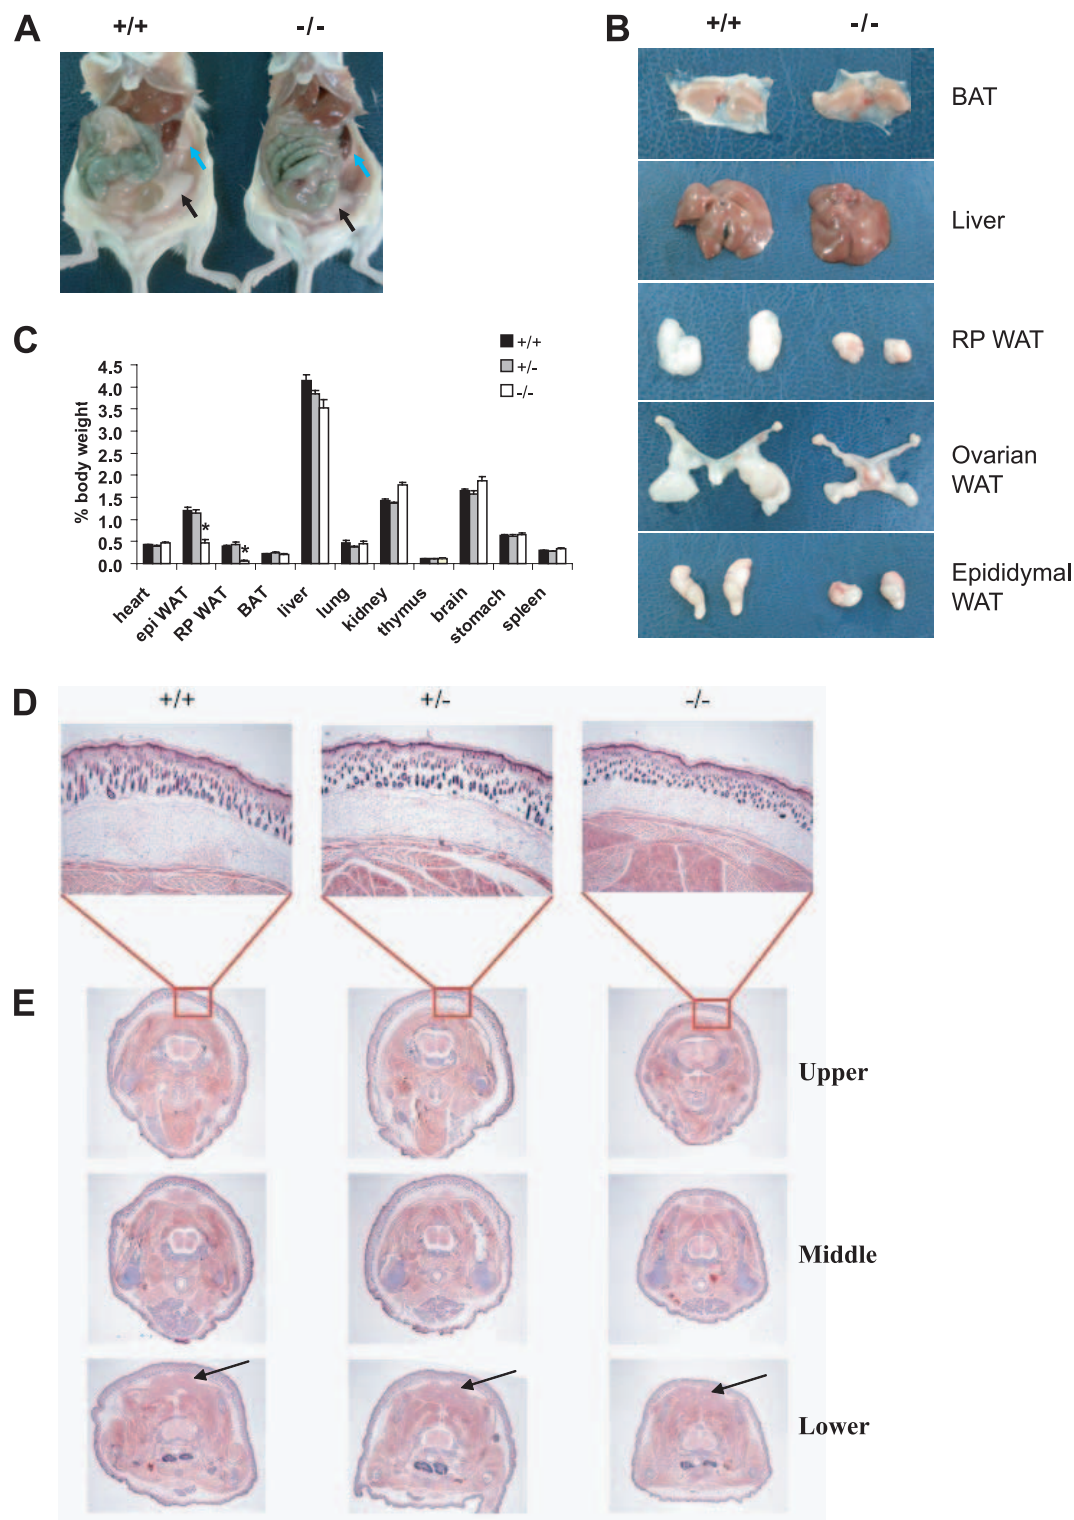 A
+/+
-/-
B
+/+
-/-
BAT
Liver
RP WAT
Ovarian
WAT
Epididymal
WAT
C
+/+
+/-
-/-
% body weight
4.5
4.0
3.5
3.0
2.5
2.0
1.5
1.0
0.5
0.0
*
*
heart
epi WAT
RP WAT
BAT
liver
lung
kidney
thymus
brain
stomach
spleen
D
+/+
+/-
-/-
E
Upper
Middle
Lower